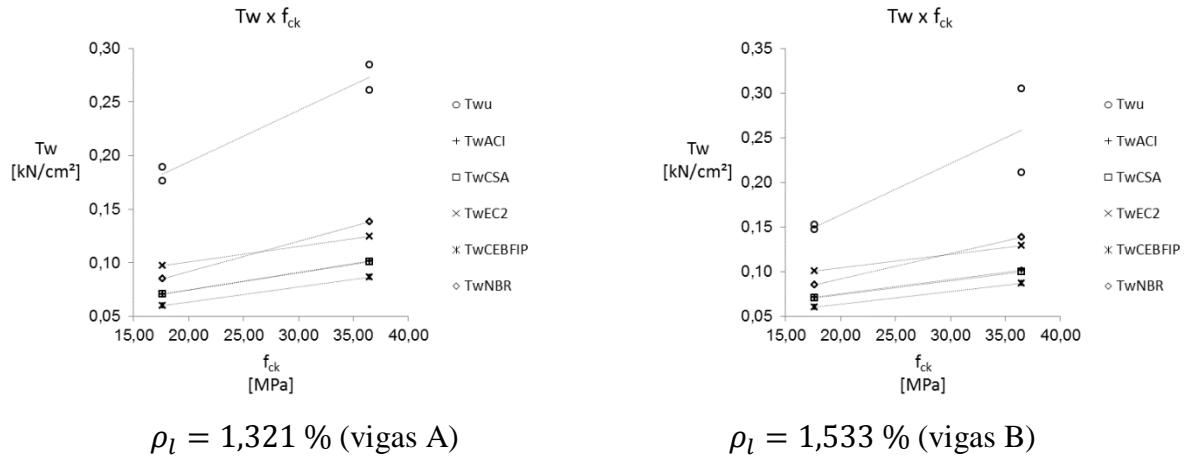 Tw x fck
0,30
0,25
0,20
0,15
0,10
0,05
Tw
[kN/cm²]
15,00 20,00 25,00 30,00 35,00 40,00
fck
[MPa]
Twu
TwACI
TwCSA
TwEC2
TwCEBFIP
TwNBR
ρl = 1,321 % (vigas A)
Tw x fck
0,35
0,30
0,25
0,20
0,15
0,10
0,05
Tw
[kN/cm²]
15,00 20,00 25,00 30,00 35,00 40,00
fck
[MPa]
Twu
TwACI
TwCSA
TwEC2
TwCEBFIP
TwNBR
ρl = 1,533 % (vigas B)